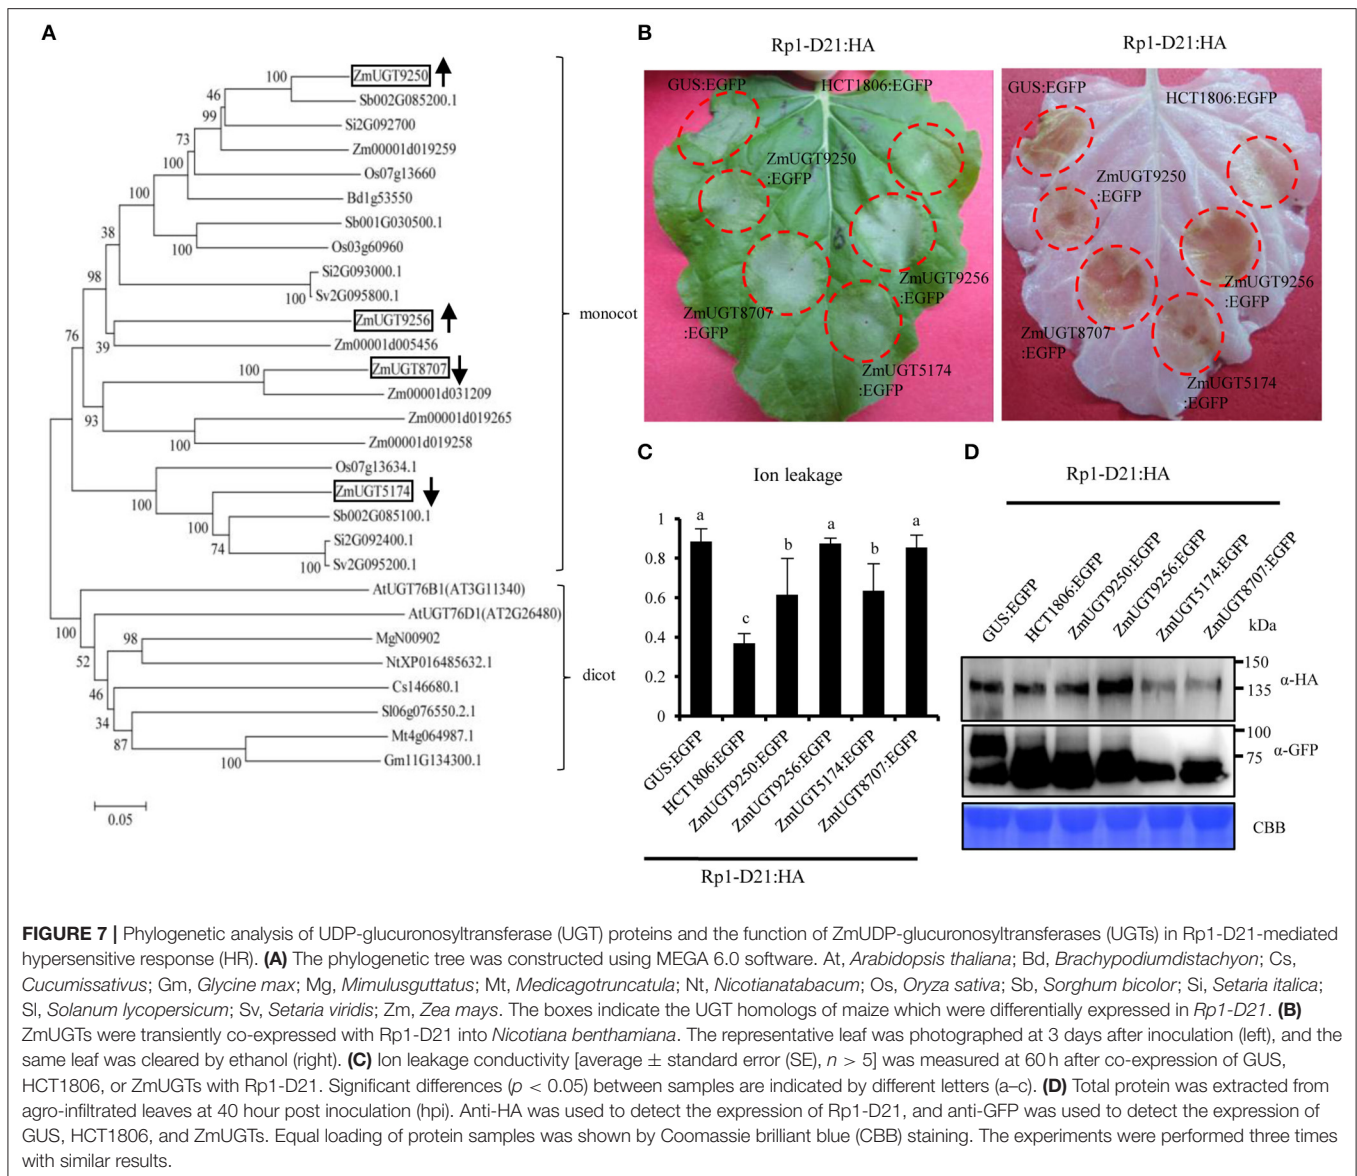 A
100
ZmUGT9250
46
Sb002G085200.1
99
Si2G092700
73
Zm00001d019259
100
Os07g13660
100
Bd1g53550
Sb001G030500.1
38
100
Os03g60960
Si2G093000.1
98
100
Sv2G095800.1
ZmUGT9256
76
39
Zm00001d005456
monocot
100
ZmUGT8707
Zm00001d031209
93
Zm00001d019265
100
Zm00001d019258
Os07g13634.1
100
ZmUGT5174
100
Sb002G085100.1
74
Si2G092400.1
100
Sv2G095200.1
AtUGT76B1(AT3G11340)
100
AtUGT76D1(AT2G26480)
98
MgN00902
52
NtXP016485632.1
dicot
46
Cs146680.1
34
Sl06g076550.2.1
87
Mt4g064987.1
100
Gm11G134300.1
0.05
B
Rp1-D21:HA
GUS:EGFP
HCT1806:EGFP
ZmUGT9250
:EGFP
ZmUGT9256
:EGFP
ZmUGT8707
:EGFP
ZmUGT5174
:EGFP
Rp1-D21:HA
GUS:EGFP
HCT1806:EGFP
ZmUGT9250
:EGFP
ZmUGT9256
:EGFP
ZmUGT8707
:EGFP
ZmUGT5174
:EGFP
C
Ion leakage
1
0.8
0.6
0.4
0.2
0
a
c
b
a
b
a
GUS:EGFP
HCT1806:EGFP
ZmUGT9250:EGFP
ZmUGT9256:EGFP
ZmUGT5174:EGFP
ZmUGT8707:EGFP
Rp1-D21:HA
D
Rp1-D21:HA
GUS:EGFP
HCT1806:EGFP
ZmUGT9250:EGFP
ZmUGT9256:EGFP
ZmUGT5174:EGFP
ZmUGT8707:EGFP
kDa
150
135
α-HA
100
75
α-GFP
CBB
FIGURE 7 | Phylogenetic analysis of UDP-glucuronosyltransferase (UGT) proteins and the function of ZmUDP-glucuronosyltransferases (UGTs) in Rp1-D21-mediated
hypersensitive response (HR). (A) The phylogenetic tree was constructed using MEGA 6.0 software. At, Arabidopsis thaliana; Bd, Brachypodiumdistachyon; Cs,
Cucumissativus; Gm, Glycine max; Mg, Mimulusguttatus; Mt, Medicagotruncatula; Nt, Nicotianatabacum; Os, Oryza sativa; Sb, Sorghum bicolor; Si, Setaria italica;
Sl, Solanum lycopersicum; Sv, Setaria viridis; Zm, Zea mays. The boxes indicate the UGT homologs of maize which were differentially expressed in Rp1-D21. (B)
ZmUGTs were transiently co-expressed with Rp1-D21 into Nicotiana benthamiana. The representative leaf was photographed at 3 days after inoculation (left), and the
same leaf was cleared by ethanol (right). (C) Ion leakage conductivity [average ± standard error (SE), n > 5] was measured at 60 h after co-expression of GUS,
HCT1806, or ZmUGTs with Rp1-D21. Significant differences (p < 0.05) between samples are indicated by different letters (a–c). (D) Total protein was extracted from
agro-infiltrated leaves at 40 hour post inoculation (hpi). Anti-HA was used to detect the expression of Rp1-D21, and anti-GFP was used to detect the expression of
GUS, HCT1806, and ZmUGTs. Equal loading of protein samples was shown by Coomassie brilliant blue (CBB) staining. The experiments were performed three times
with similar results.